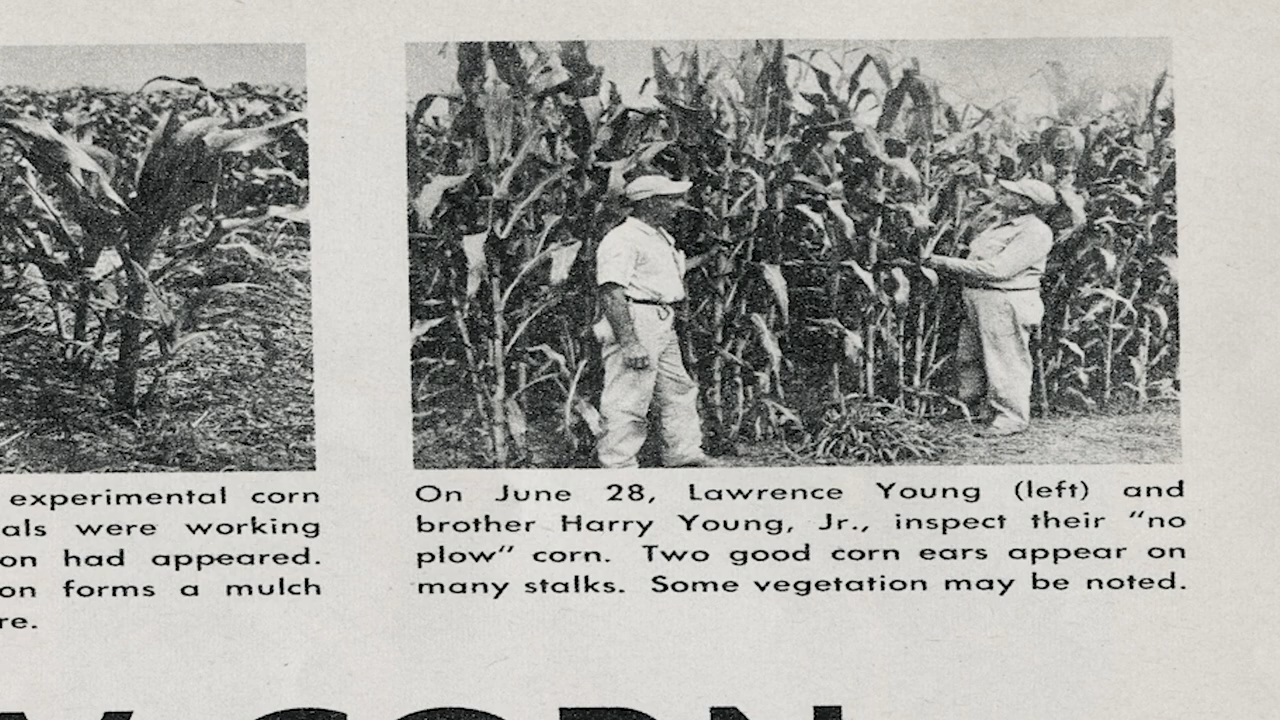 experimental corn
als were working
on had appeared.
on forms a mulch
re.
On June 28, Lawrence Young (left) and
brother Harry Young, Jr., inspect their “no
plow” corn. Two good corn ears appear on
many stalks. Some vegetation may be noted.
CORN